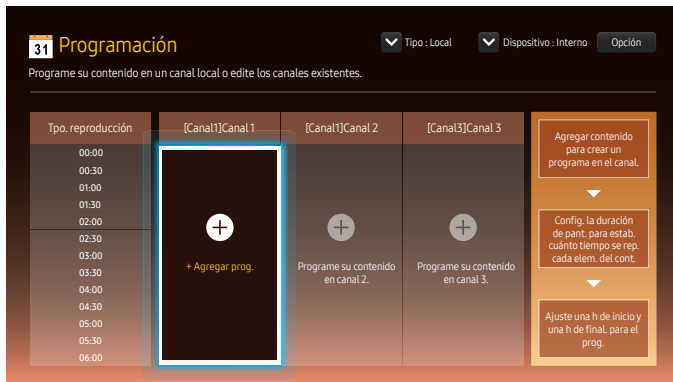 31 Programación
Tipo : Local
Dispositivo : Interno
Opción
Programe su contenido en un canal local o edite los canales existentes.
Tpo. reproducción
[Canal1]Canal 1
[Canal1]Canal 2
[Canal3]Canal 3
00:00
00:30
01:00
01:30
02:00
02:30
03:00
03:30
04:00
04:30
05:00
05:30
06:00
+ Agregar prog.
Programe su contenido
en canal 2.
Programe su contenido
en canal 3.
Agregar contenido
para crear un
programa en el canal.
Config. la duración
de pant. para estab.
cuánto tiempo se rep.
cada elem. del cont.
Ajuste una h de inicio y
una h de final. para el
prog.